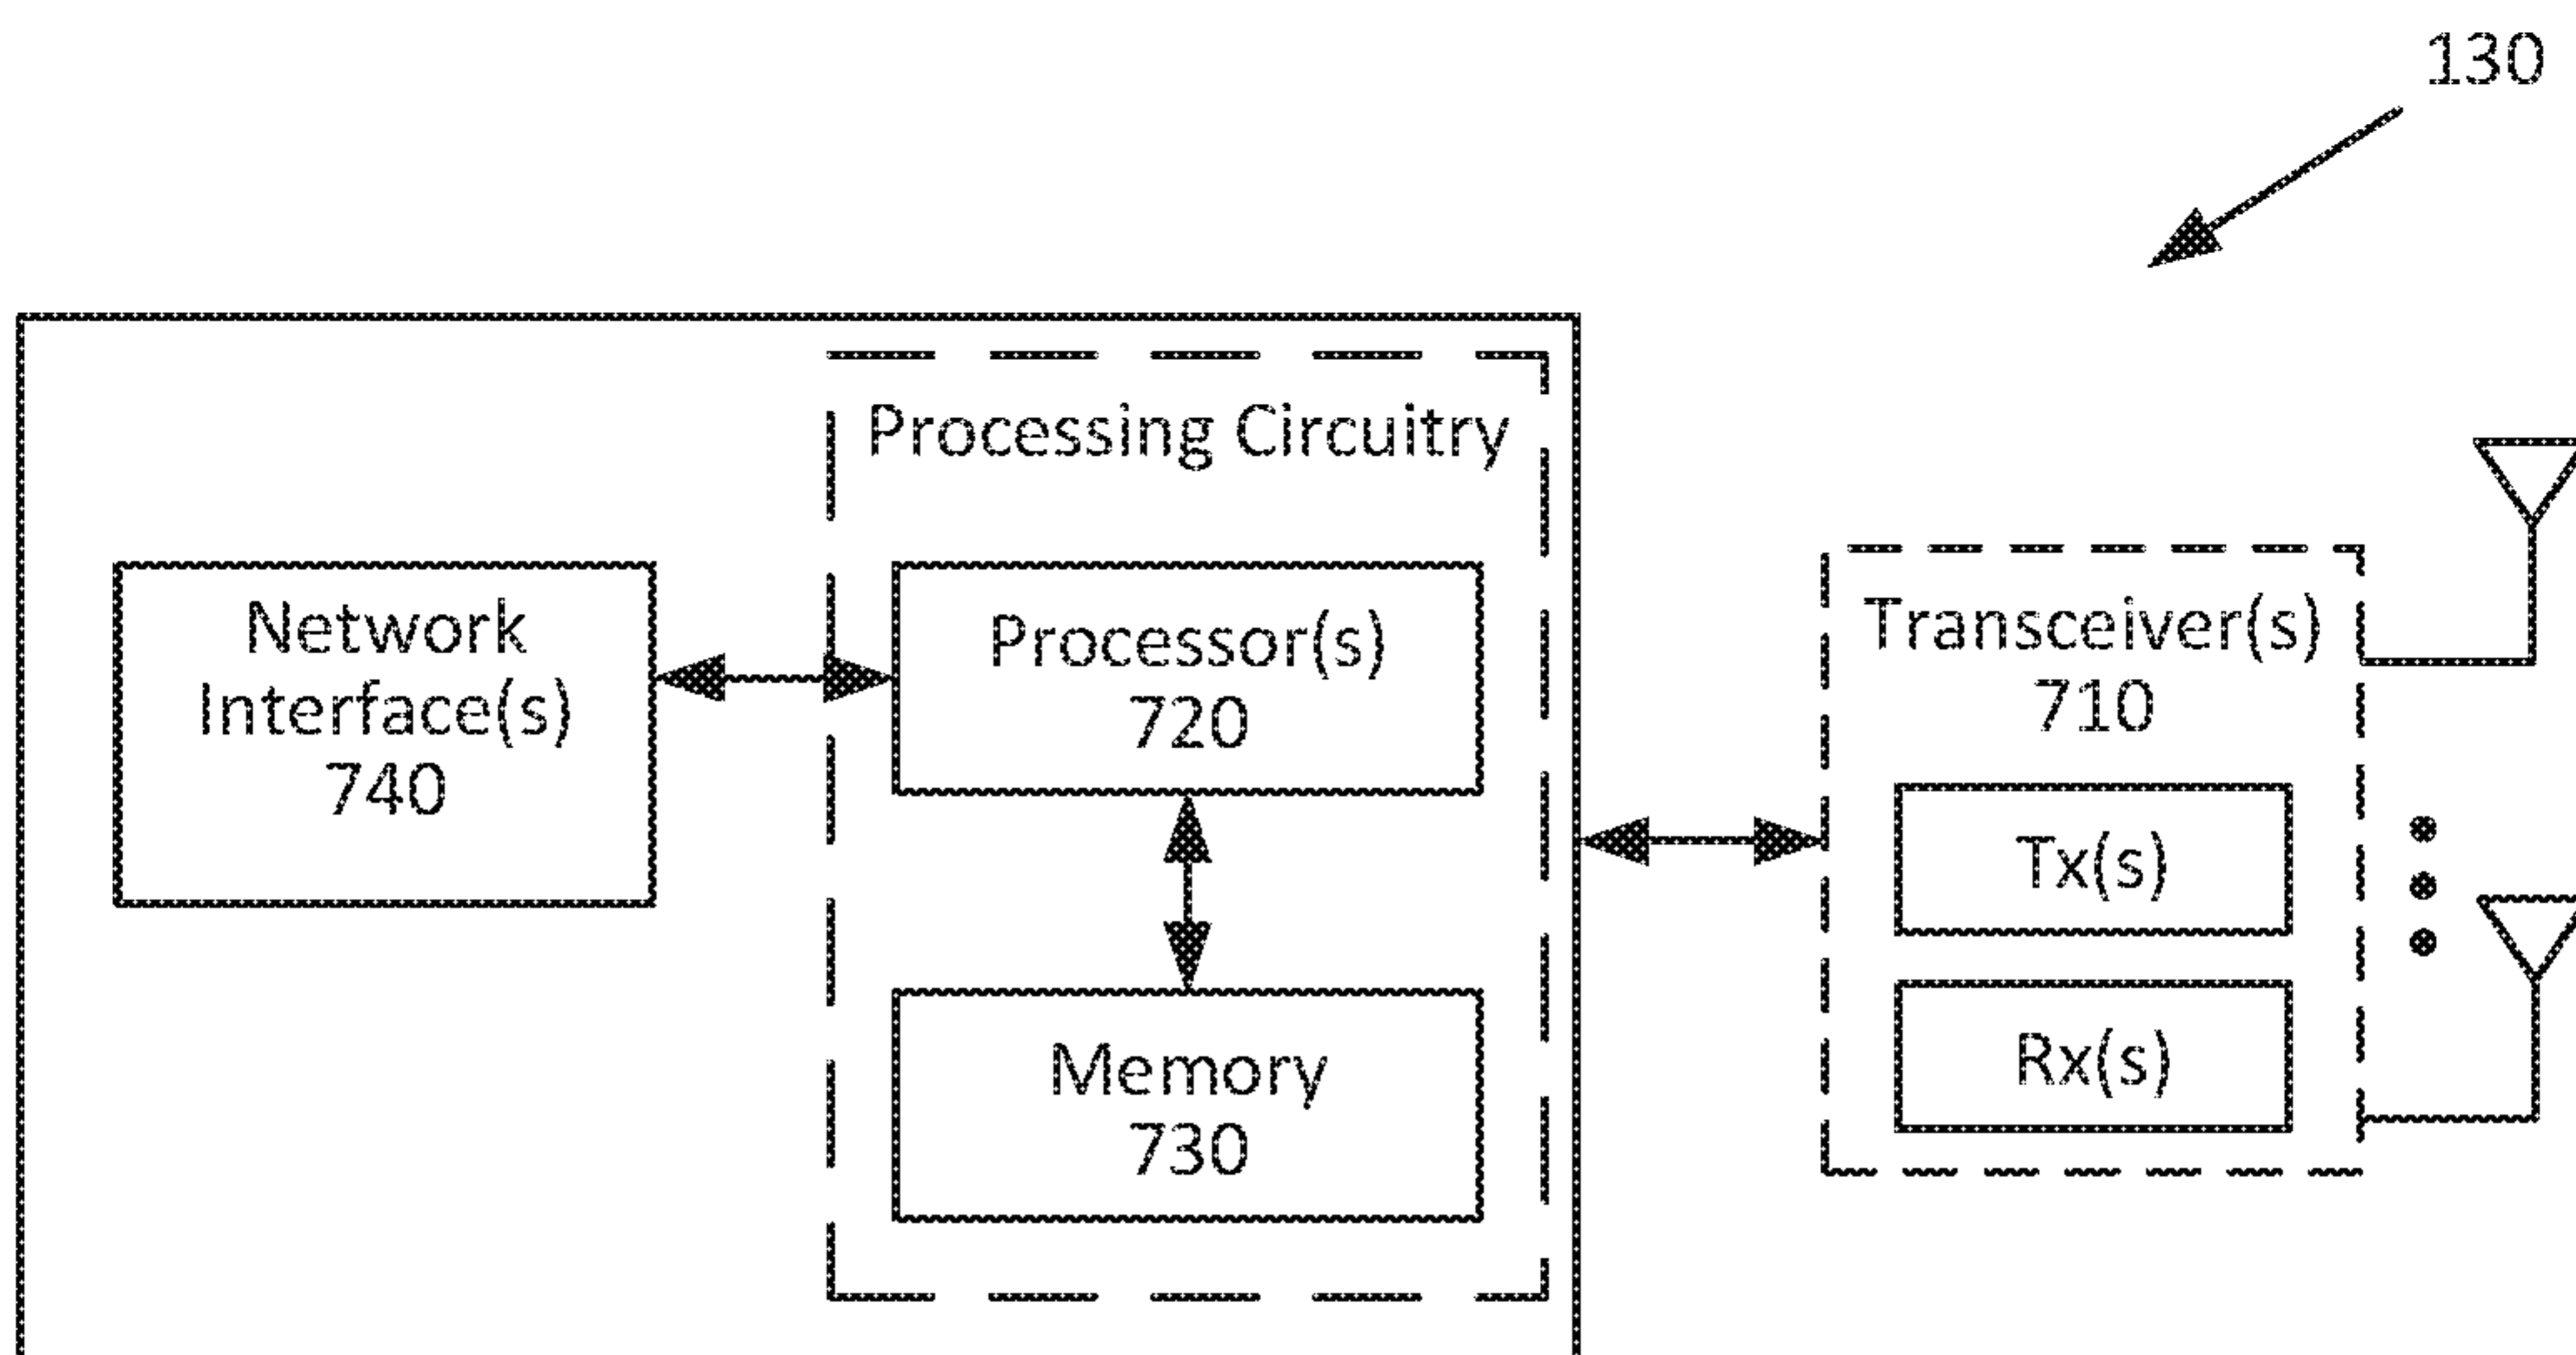 130
Processing Circuitry
Network
Interface(s)
740
Processor(s)
720
Memory
730
Transceiver(s)
710
Tx(s)
Rx(s)